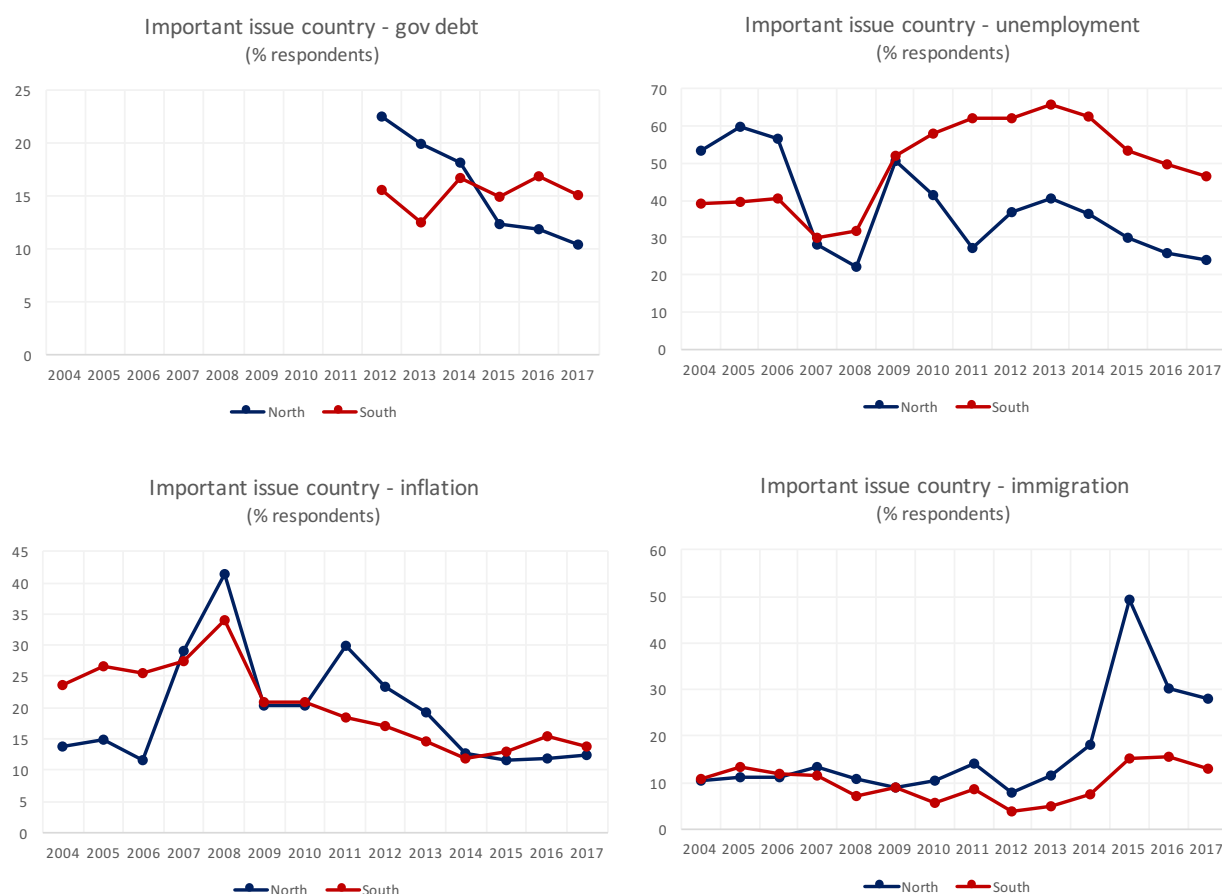 Important issue country - gov debt
(% respondents)
25
20
15
10
5
0
2004 2005 2006 2007 2008 2009 2010 2011 2012 2013 2014 2015 2016 2017
North South
Important issue country - unemployment
(% respondents)
70
60
50
40
30
20
10
0
2004 2005 2006 2007 2008 2009 2010 2011 2012 2013 2014 2015 2016 2017
North South
Important issue country - inflation
(% respondents)
45
40
35
30
25
20
15
10
5
0
2004 2005 2006 2007 2008 2009 2010 2011 2012 2013 2014 2015 2016 2017
North South
Important issue country - immigration
(% respondents)
60
50
40
30
20
10
0
2004 2005 2006 2007 2008 2009 2010 2011 2012 2013 2014 2015 2016 2017
North South